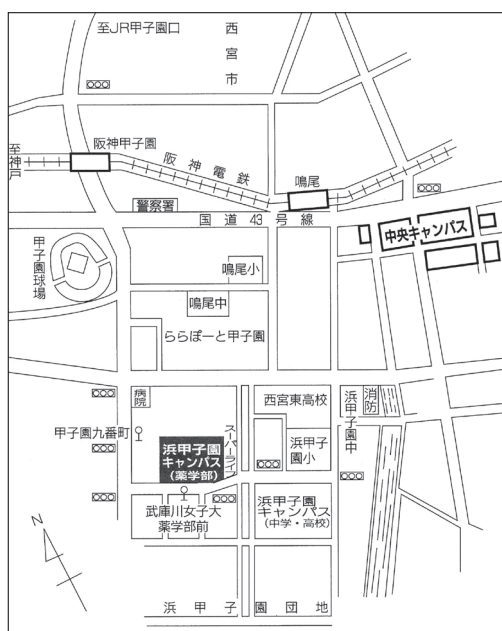 至JR甲子園口
西宮市
至神戸
阪神甲子園
阪神電鉄
鳴尾
警察署
国道43号線
中央キャンパス
甲子園球場
鳴尾小
鳴尾中
ららぽーと甲子園
病院
西宮東高校
消防
甲子園九番町
スーパーライフ
浜甲子園
キャンパス
(薬学部)
浜甲子園小
浜甲子園中
武庫川女子大
薬学部前
浜甲子園
キャンパス
(中学・高校)
N
浜甲子園団地